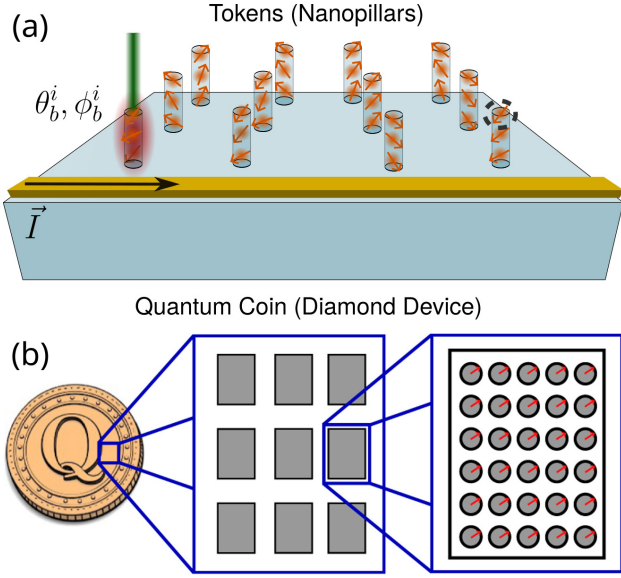 Tokens (Nanopillars)
(a)
θ_b^i, ϕ_b^i
I⃗
Quantum Coin (Diamond Device)
(b)
Q